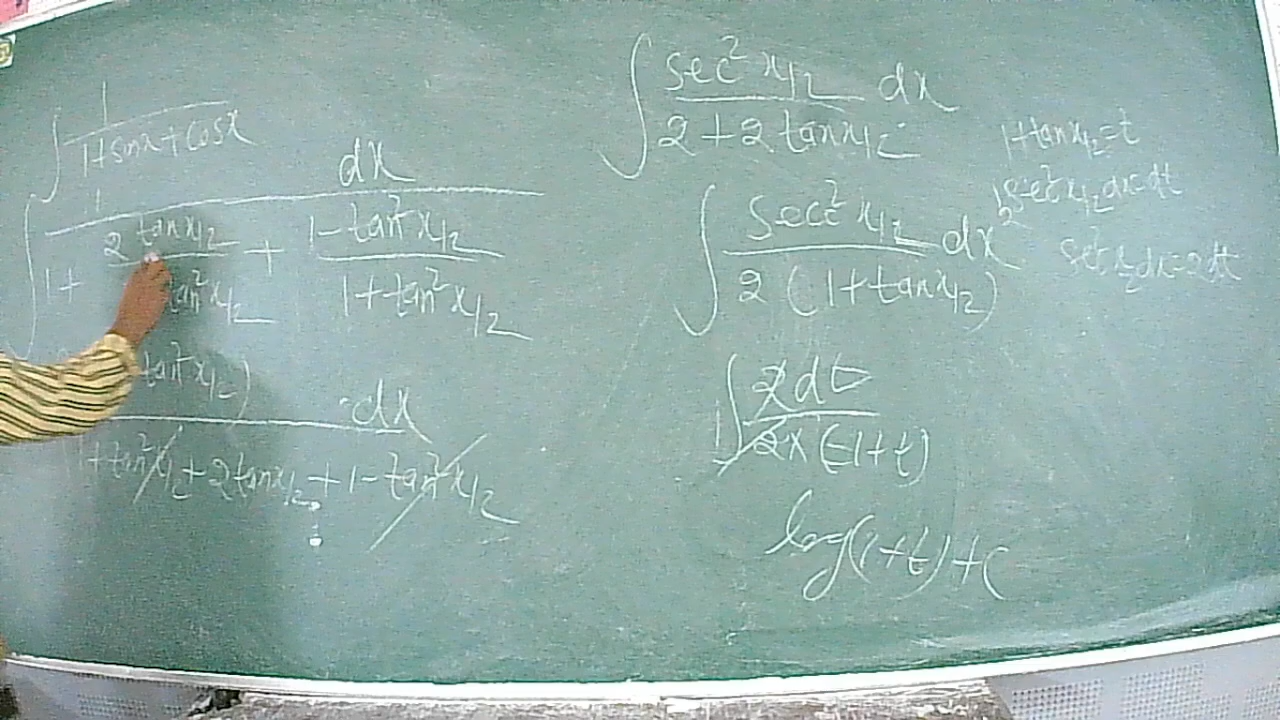 ∫ 1/(1+sinx+cosx)
∫ 1/(1+ 2tanx/2 / tan²x/2 + (1-tan²x/2)/(1+tan²x/2)) dx
tan²x/2) dx
1+tan²x/2+2tanx/2+1-tan²x/2
∫ sec²x/2 / (2+2tanx/2) dx
∫ sec²x/2 / 2(1+tanx/2) dx
∫ 2dt / 2x(1+t)
log(1+t)+c
1+tanx/2=t
1/2 sec²x/2 dx=dt
sec²x/2 dx=2dt